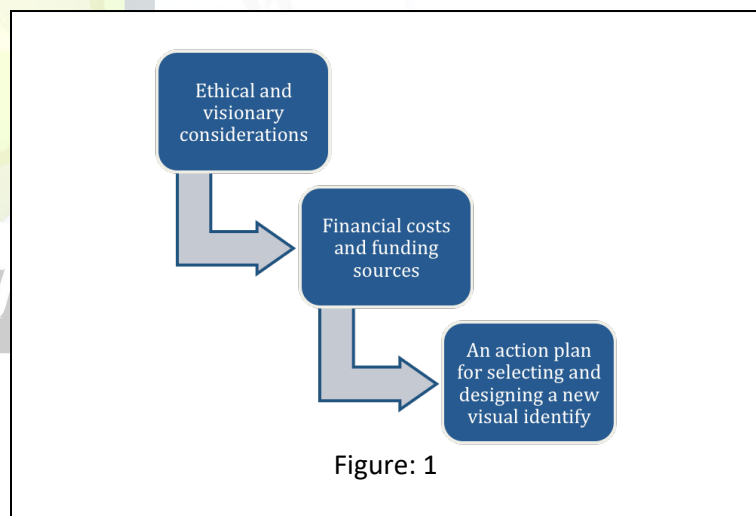 Ethical and
visionary
considerations
Financial costs
and funding
sources
An action plan
for selecting and
designing a new
visual identify
Figure: 1